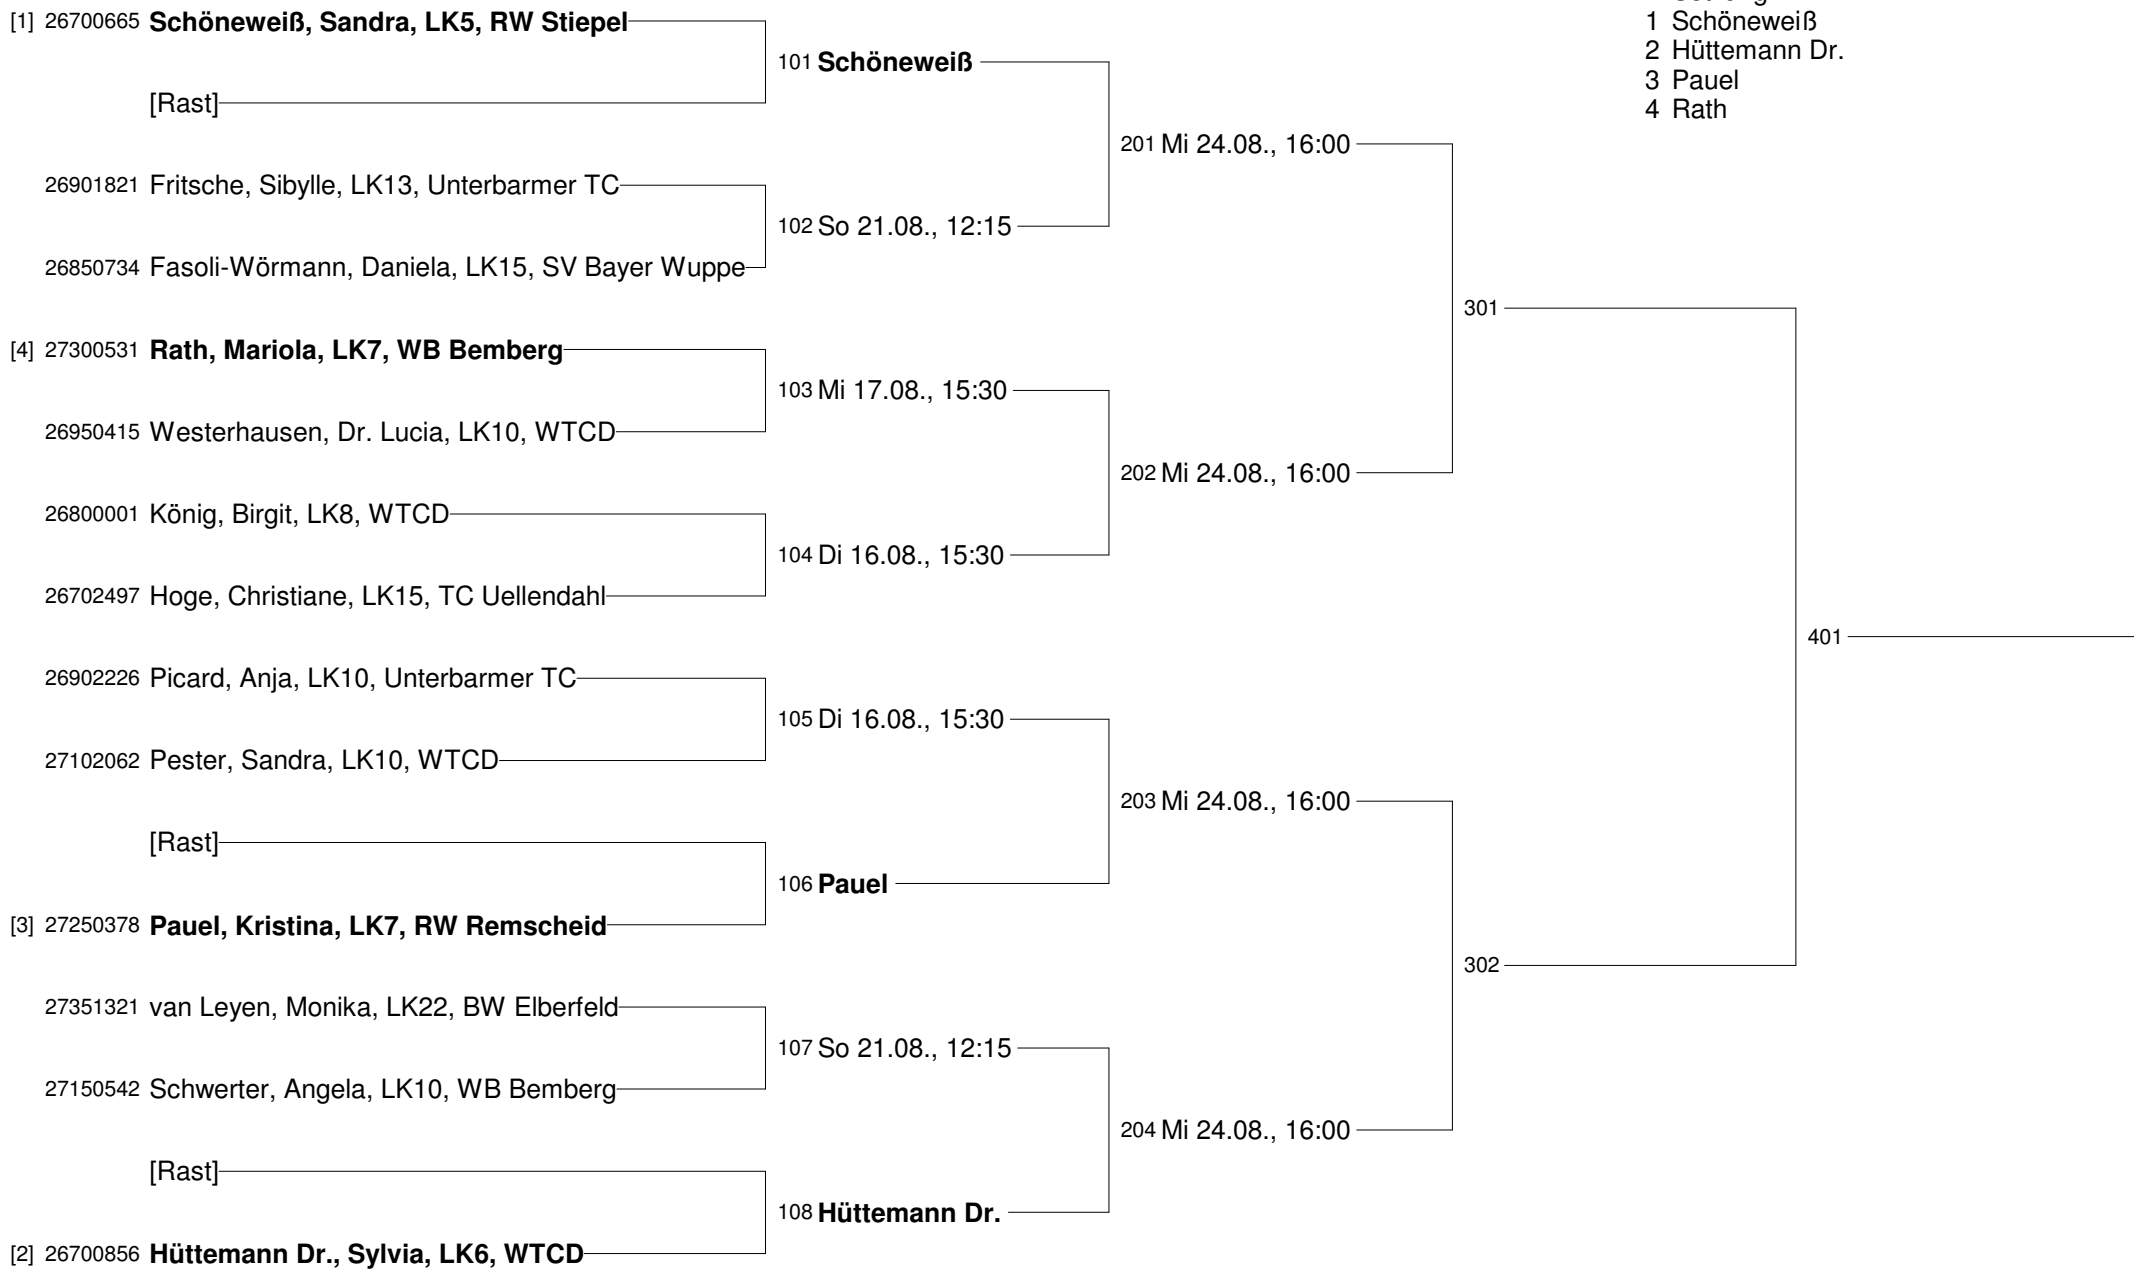 [1] 26700665 Schöneweiß, Sandra, LK5, RW Stiepel
[Rast]
26901821 Fritsche, Sibylle, LK13, Unterbarmer TC
26850734 Fasoli-Wörmann, Daniela, LK15, SV Bayer Wuppe
[4] 27300531 Rath, Mariola, LK7, WB Bemberg
26950415 Westerhausen, Dr. Lucia, LK10, WTCD
26800001 König, Birgit, LK8, WTCD
26702497 Hoge, Christiane, LK15, TC Uellendahl
26902226 Picard, Anja, LK10, Unterbarmer TC
27102062 Pester, Sandra, LK10, WTCD
[Rast]
[3] 27250378 Pauel, Kristina, LK7, RW Remscheid
27351321 van Leyen, Monika, LK22, BW Elberfeld
27150542 Schwerter, Angela, LK10, WB Bemberg
[Rast]
[2] 26700856 Hüttemann Dr., Sylvia, LK6, WTCD
101 Schöneweiß
102 So 21.08., 12:15
103 Mi 17.08., 15:30
104 Di 16.08., 15:30
105 Di 16.08., 15:30
106 Pauel
107 So 21.08., 12:15
108 Hüttemann Dr.
201 Mi 24.08., 16:00
202 Mi 24.08., 16:00
203 Mi 24.08., 16:00
204 Mi 24.08., 16:00
301
302
401
1 Schöneweiß
2 Hüttemann Dr.
3 Pauel
4 Rath